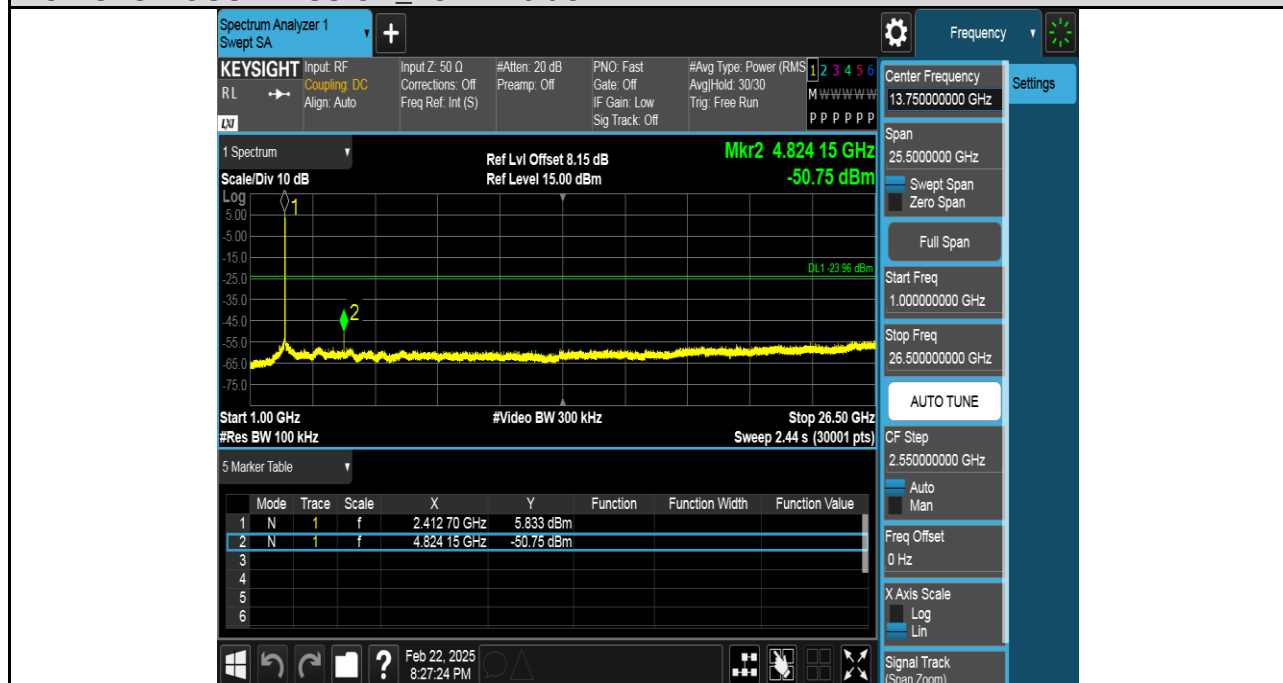 Spectrum Analyzer 1
Swept SA
+
Frequency
KEYSIGHT
RL
LXI
Input: RF
Coupling: DC
Align: Auto
Input Z: 50 Ω
Corrections: Off
Freq Ref: Int (S)
#Atten: 20 dB
Preamp: Off
PNO: Fast
Gate: Off
IF Gain: Low
Sig Track: Off
#Avg Type: Power (RMS
Avg|Hold: 30/30
Trig: Free Run
1 2 3 4 5 6
M W W W W W
P P P P P P
Center Frequency
13.750000000 GHz
Settings
Span
25.5000000 GHz
Swept Span
Zero Span
Full Span
Start Freq
1.000000000 GHz
Stop Freq
26.500000000 GHz
AUTO TUNE
CF Step
2.550000000 GHz
Auto
Man
Freq Offset
0 Hz
X Axis Scale
Log
Lin
Signal Track
(Span Zoom)
1 Spectrum
Scale/Div 10 dB
Ref Lvl Offset 8.15 dB
Ref Level 15.00 dBm
Mkr2 4.824 15 GHz
-50.75 dBm
Log
5.00
-5.00
-15.0
-25.0
-35.0
-45.0
-55.0
-65.0
-75.0
1
2
DL1 -23.96 dBm
Start 1.00 GHz
#Video BW 300 kHz
Stop 26.50 GHz
#Res BW 100 kHz
Sweep 2.44 s (30001 pts)
5 Marker Table
Mode Trace Scale X Y Function Function Width Function Value
1 N 1 f 2.412 70 GHz 5.833 dBm
2 N 1 f 4.824 15 GHz -50.75 dBm
3
4
5
6
?
Feb 22, 2025
8:27:24 PM